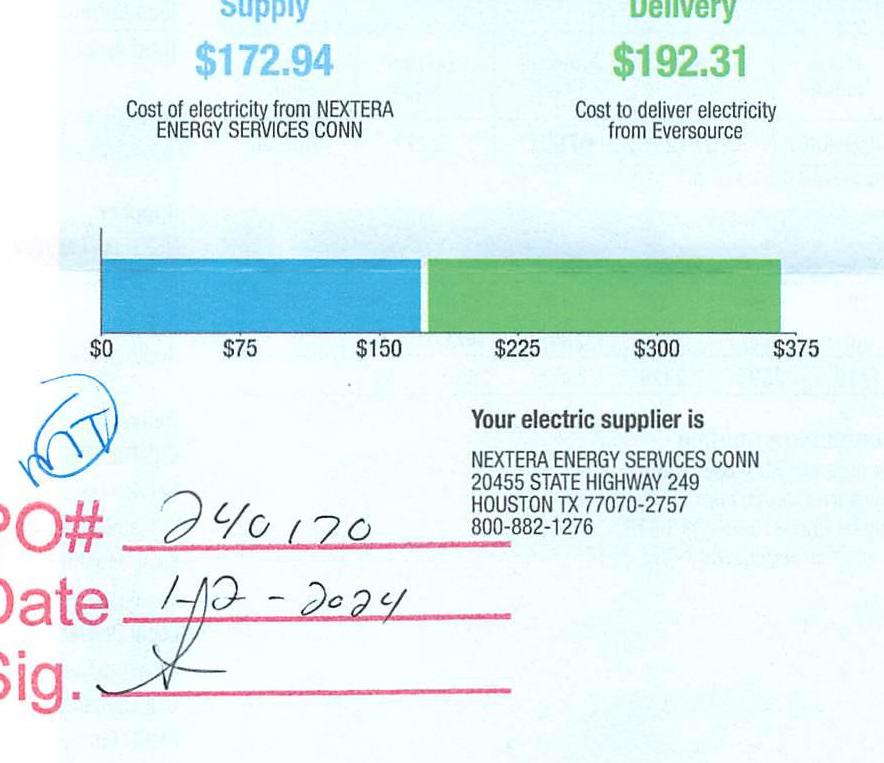 Supply Delivery
$172.94 $192.31
Cost of electricity from NEXTERA
ENERGY SERVICES CONN
Cost to deliver electricity
from Eversource
$0 $75 $150 $225 $300 $375
Your electric supplier is
NEXTERA ENERGY SERVICES CONN
20455 STATE HIGHWAY 249
HOUSTON TX 77070-2757
800-882-1276
PO# 240170
Date 1-12-2024
Sig.